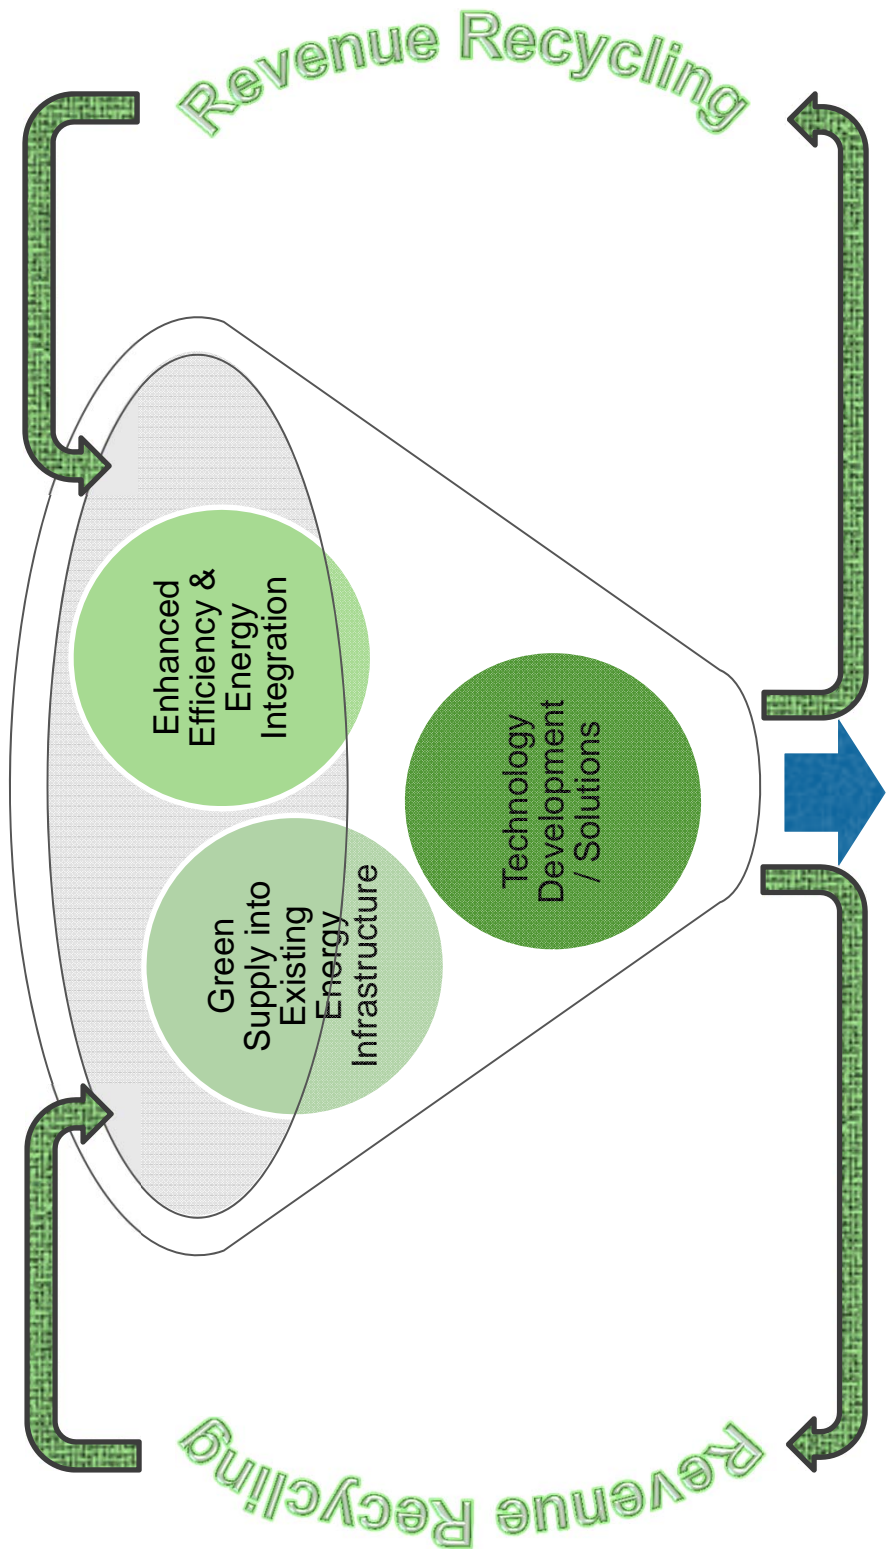 Revenue Recycling
Green
Supply into
Existing
Energy
Infrastructure
Enhanced
Efficiency &
Energy
Integration
Technology
Development
/ Solutions
Revenue Recycling